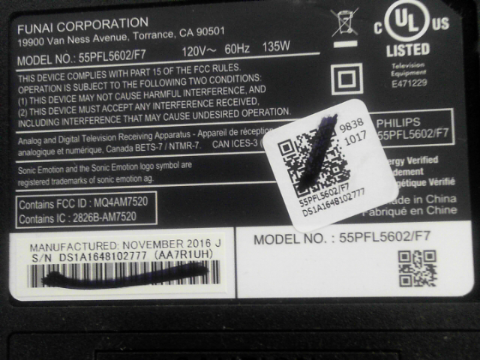 FUNAI CORPORATION
19900 Van Ness Avenue, Torrance, CA 90501
MODEL NO. : 55PFL5602/F7 120V~ 60Hz 135W
THIS DEVICE COMPLIES WITH PART 15 OF THE FCC RULES.
OPERATION IS SUBJECT TO THE FOLLOWING TWO CONDITIONS:
(1) THIS DEVICE MAY NOT CAUSE HARMFUL INTERFERENCE, AND
(2) THIS DEVICE MUST ACCEPT ANY INTERFERENCE RECEIVED,
INCLUDING INTERFERENCE THAT MAY CAUSE UNDESIRED OPERATION.
Analog and Digital Television Receiving Apparatus - Appareil de réception
analogique et numérique, Canada BETS-7 / NTMR-7. CAN ICES-3
Sonic Emotion and the Sonic Emotion logo symbol are
registered trademarks of sonic emotion ag.
Contains FCC ID : MQ4AM7520
Contains IC : 2826B-AM7520
C UL US
LISTED
Television
Equipment
E471229
PHILIPS
55PFL5602/F7
9838
1017
55PFL5602/F7
DS1A1648102777
Energy Verified
in China
Fabriqué en China
MANUFACTURED: NOVEMBER 2016 J
S/N DS1A1648102777 (AA7R1UH)
MODEL NO. : 55PFL5602/F7